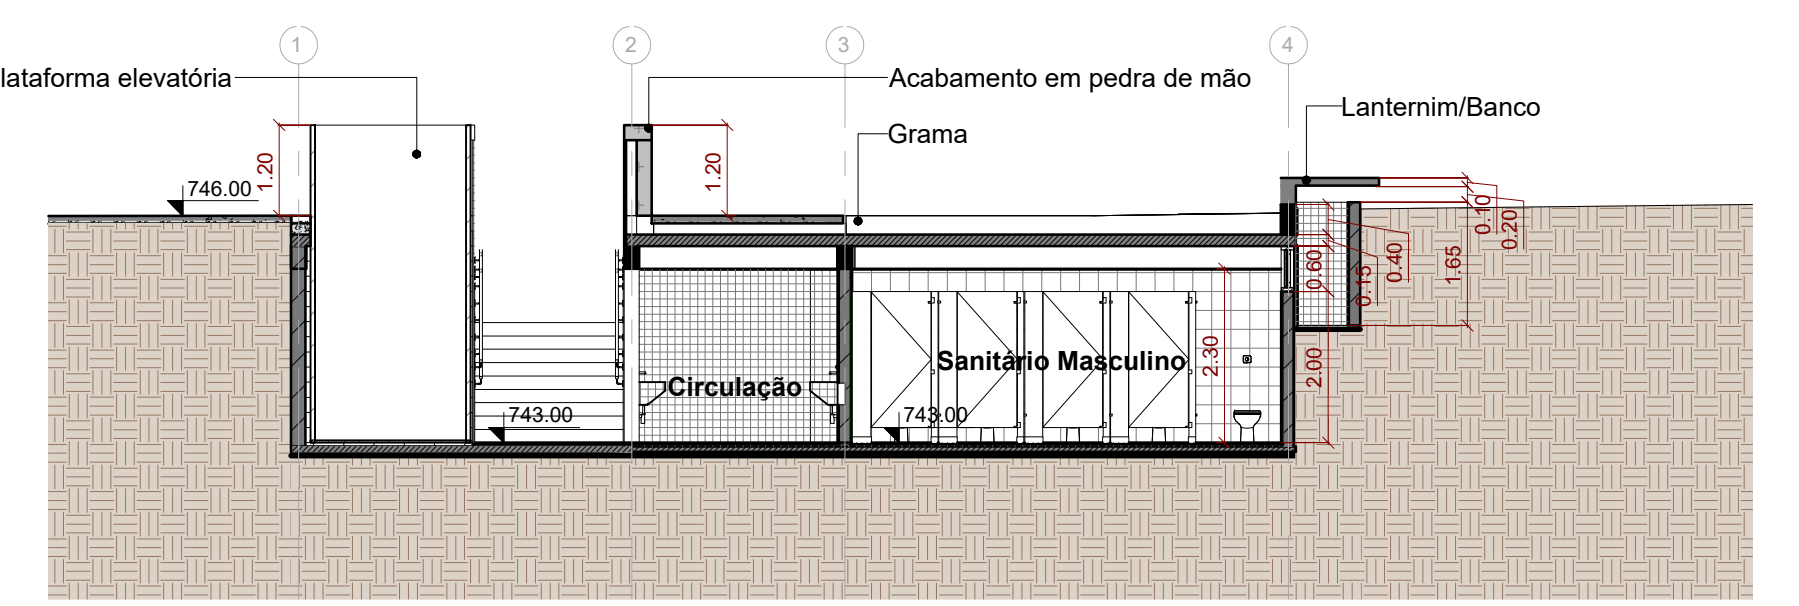 1
2
3
4
lataforma elevatória
Acabamento em pedra de mão
Lanternim/Banco
Grama
1.20
1.20
746.00
0.10
0.20
0.60
0.15
0.40
1.65
Sanitário Masculino
2.30
2.00
Circulação
743.00
743.00